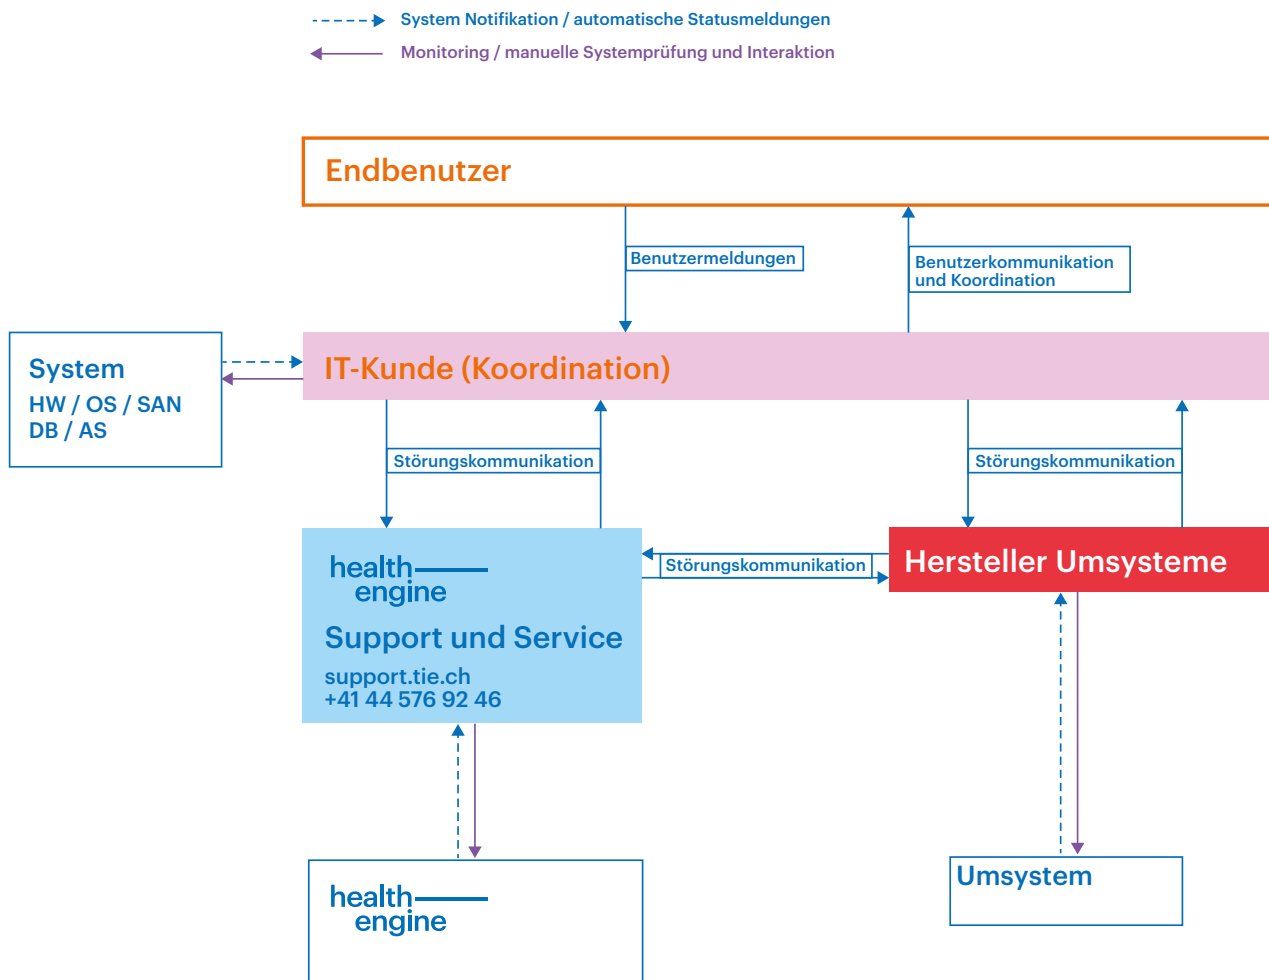 System Notifikation / automatische Statusmeldungen
Monitoring / manuelle Systemprüfung und Interaktion
Endbenutzer
Benutzermeldungen
Benutzerkommunikation
und Koordination
System
HW / OS / SAN
DB / AS
IT-Kunde (Koordination)
Störungskommunikation
Störungskommunikation
health
engine
Support und Service
support.tie.ch
+41 44 576 92 46
Störungskommunikation
Hersteller Umsysteme
health
engine
Umsystem